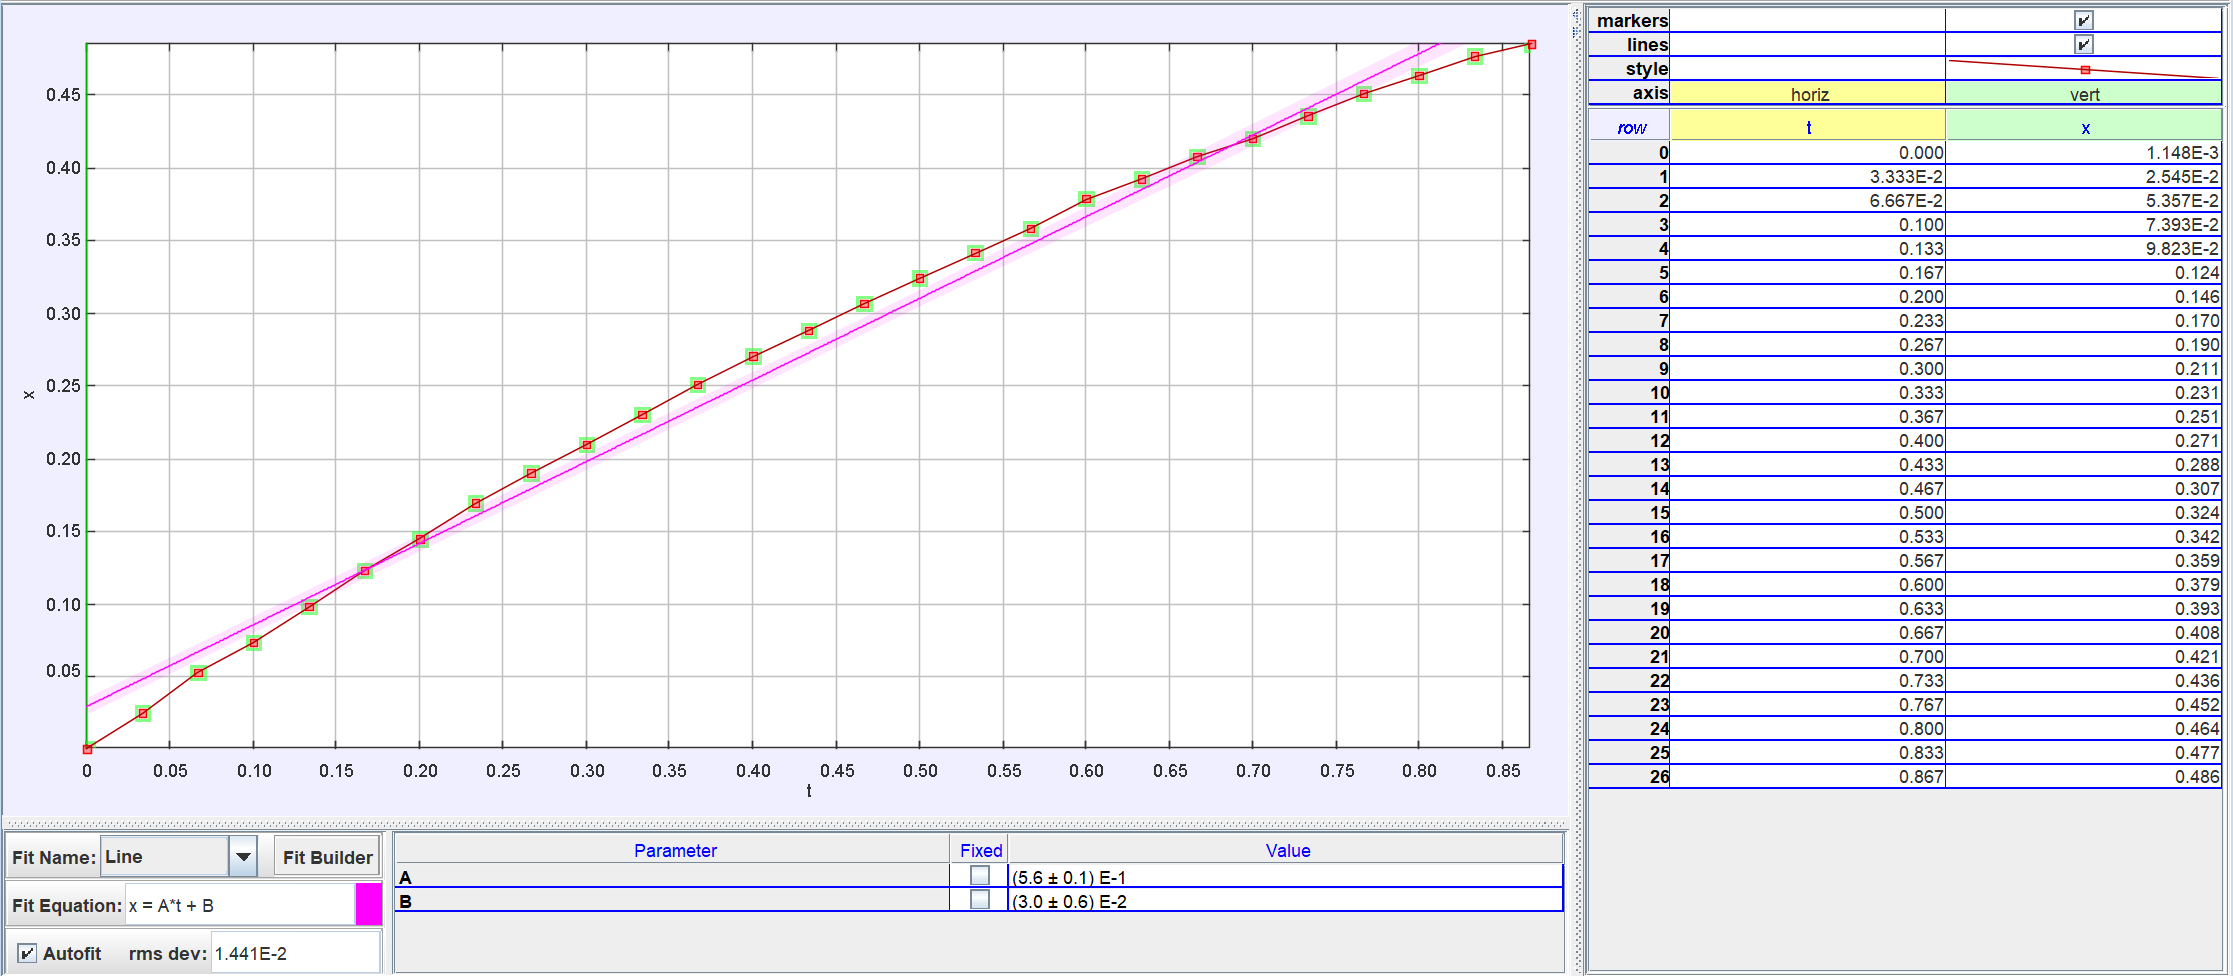 0.45
0.40
0.35
0.30
0.25
0.20
0.15
0.10
0.05
x
0 0.05 0.10 0.15 0.20 0.25 0.30 0.35 0.40 0.45 0.50 0.55 0.60 0.65 0.70 0.75 0.80 0.85
t
Fit Name: Line Fit Builder
Fit Equation: x = A*t + B
Autofit rms dev: 1.441E-2
Parameter Fixed Value
A (5.6 ± 0.1) E-1
B (3.0 ± 0.6) E-2
markers
lines
style
axis horiz vert
row t x
0 0.000 1.148E-3
1 3.333E-2 2.545E-2
2 6.667E-2 5.357E-2
3 0.100 7.393E-2
4 0.133 9.823E-2
5 0.167 0.124
6 0.200 0.146
7 0.233 0.170
8 0.267 0.190
9 0.300 0.211
10 0.333 0.231
11 0.367 0.251
12 0.400 0.271
13 0.433 0.288
14 0.467 0.307
15 0.500 0.324
16 0.533 0.342
17 0.567 0.359
18 0.600 0.379
19 0.633 0.393
20 0.667 0.408
21 0.700 0.421
22 0.733 0.436
23 0.767 0.452
24 0.800 0.464
25 0.833 0.477
26 0.867 0.486